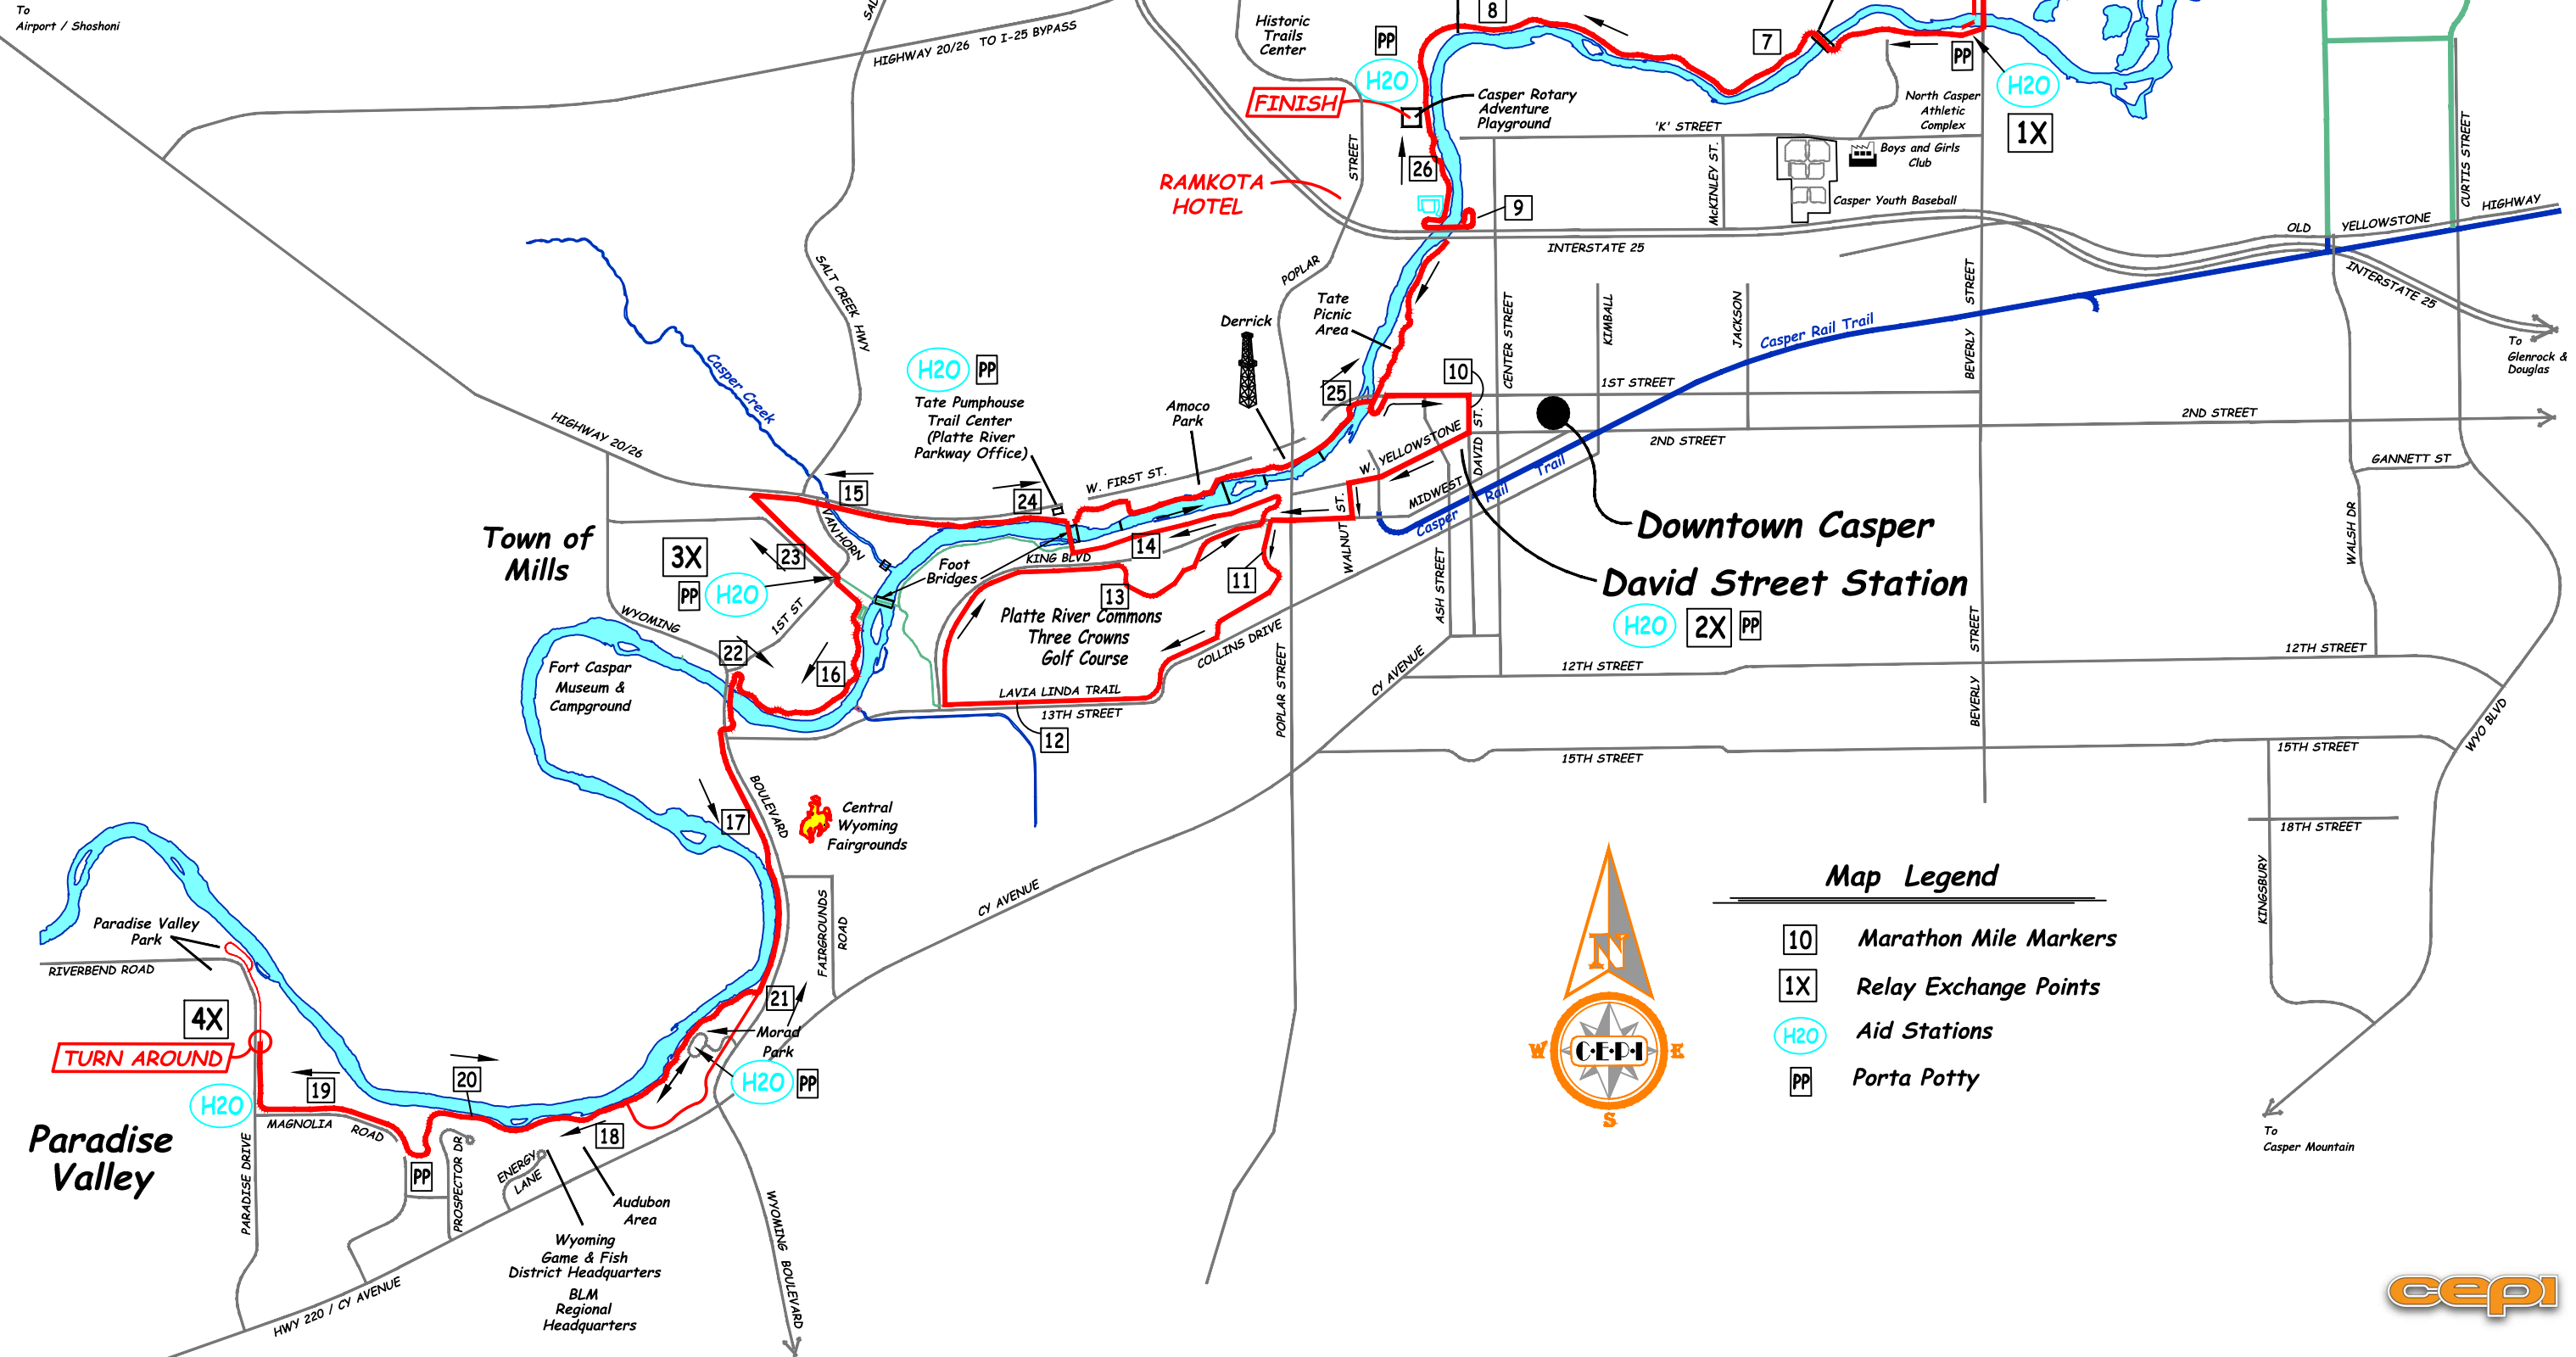 To
Airport / Shoshoni
HIGHWAY 20/26 TO I-25 BYPASS
Historic
Trails
Center
PP
H2O
8
7
PP
H2O
1X
FINISH
Casper Rotary
Adventure
Playground
North Casper
Athletic
Complex
'K' STREET
Boys and Girls
Club
STREET
26
McKINLEY ST.
CURTIS STREET
RAMKOTA
HOTEL
9
Casper Youth Baseball
OLD YELLOWSTONE HIGHWAY
INTERSTATE 25
INTERSTATE 25
To
Glenrock &
Douglas
SALT CREEK HWY
POPLAR
Tate
Picnic
Area
Derrick
CENTER STREET
KIMBALL
JACKSON
BEVERLY STREET
Casper Rail Trail
Casper Creek
H2O PP
Tate Pumphouse
Trail Center
(Platte River
Parkway Office)
Amoco
Park
25
10
1ST STREET
2ND STREET
2ND STREET
HIGHWAY 20/26
W. YELLOWSTONE
DAVID ST.
GANNETT ST
W. FIRST ST.
15
24
MIDWEST
Casper Rail Trail
WALNUT ST.
VANHORN
Town of
Mills
3X
PP
H2O
23
14
KING BLVD
Foot
Bridges
11
13
Downtown Casper
David Street Station
H2O 2X PP
WALSH DR
ASH STREET
WYOMING
1ST ST
Platte River Commons
Three Crowns
Golf Course
COLLINS DRIVE
22
16
Fort Caspar
Museum &
Campground
LAVIA LINDA TRAIL
13TH STREET
12
POPLAR STREET
CY AVENUE
12TH STREET
12TH STREET
BEVERLY STREET
15TH STREET
15TH STREET
WYO BLVD
BOULEVARD
17
Central
Wyoming
Fairgrounds
18TH STREET
KINGSBURY
CY AVENUE
FAIRGROUNDS
ROAD
Paradise Valley
Park
RIVERBEND ROAD
4X
TURN AROUND
H2O
21
Morad
Park
H2O PP
19
20
MAGNOLIA ROAD
18
Paradise
Valley
PARADISE DRIVE
PP
PROSPECTOR DR
ENERGY
LANE
Audubon
Area
Wyoming
Game & Fish
District Headquarters
BLM
Regional
Headquarters
HWY 220 / CY AVENUE
WYOMING BOULEVARD
N
W
C·E·P·I
E
S
Map Legend
10 Marathon Mile Markers
1X Relay Exchange Points
H2O Aid Stations
PP Porta Potty
To
Casper Mountain
cepi